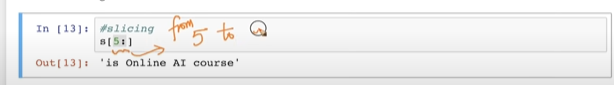 In [13]: #slicing from 5 to
s[5:]
Out[13]: 'is Online AI course'